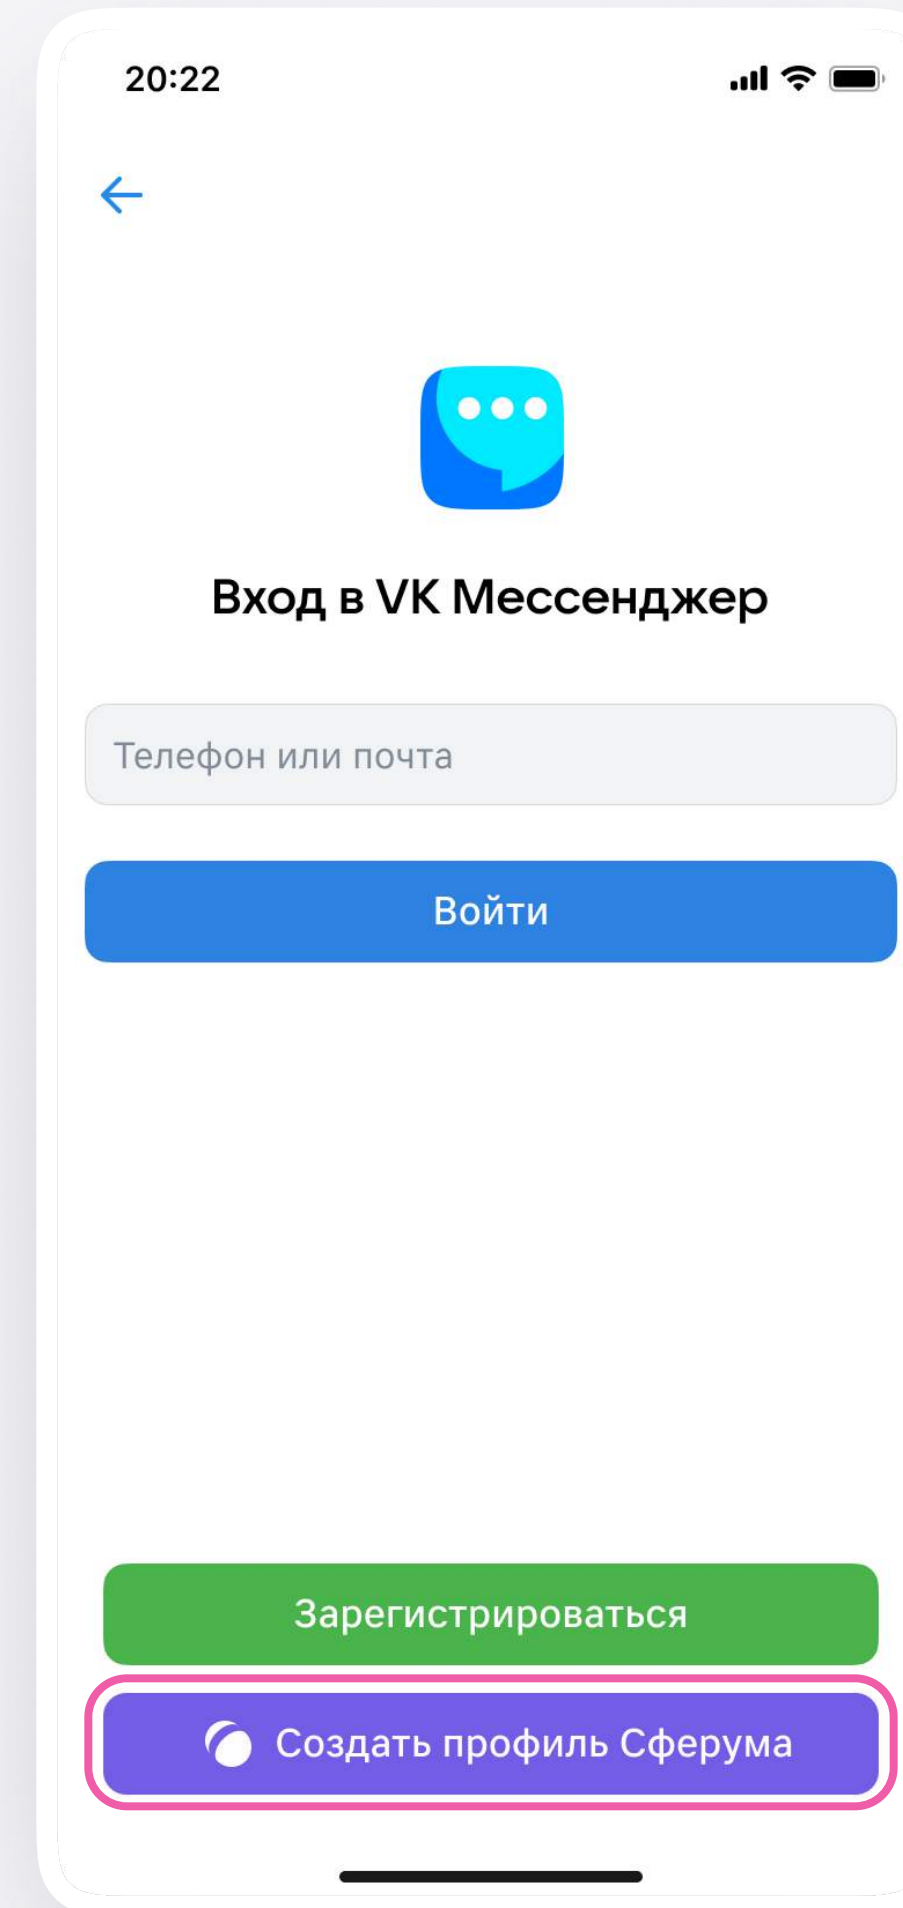 20:22
Вход в VK Мессенджер
Телефон или почта
Войти
Зарегистрироваться
Создать профиль Сферума